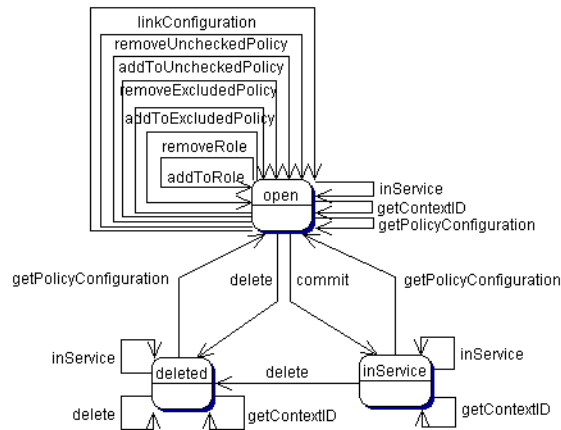 linkConfiguration
removeUncheckedPolicy
addToUncheckedPolicy
removeExcludedPolicy
addToExcludedPolicy
removeRole
addToRole
open
inService
getContextID
getPolicyConfiguration
getPolicyConfiguration
delete
commit
getPolicyConfiguration
inService
deleted
delete
inService
inService
delete
getContextID
getContextID